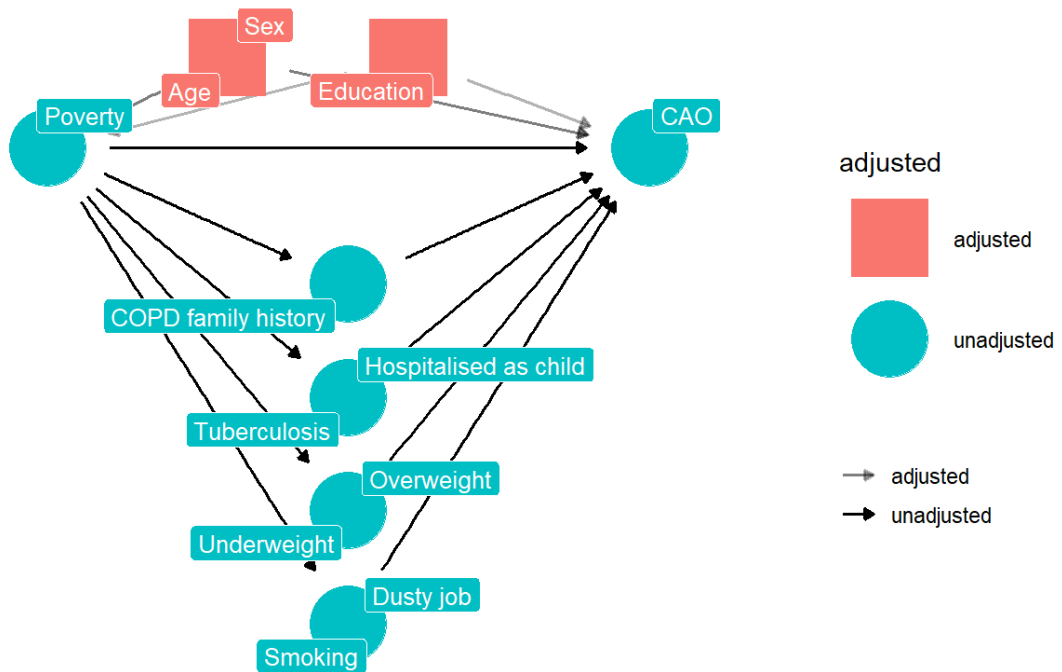 Sex
Age
Education
Poverty
CAO
COPD family history
Hospitalised as child
Tuberculosis
Overweight
Underweight
Dusty job
Smoking
adjusted
adjusted
unadjusted
adjusted
unadjusted